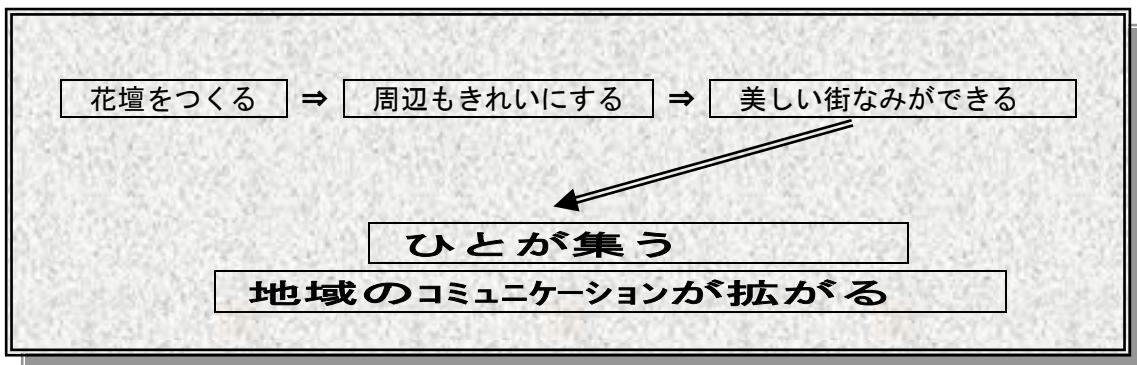 花壇をつくる ⇒ 周辺もきれいにする ⇒ 美しい街なみができる
ひとが集う
地域のコミュニケーションが拡がる